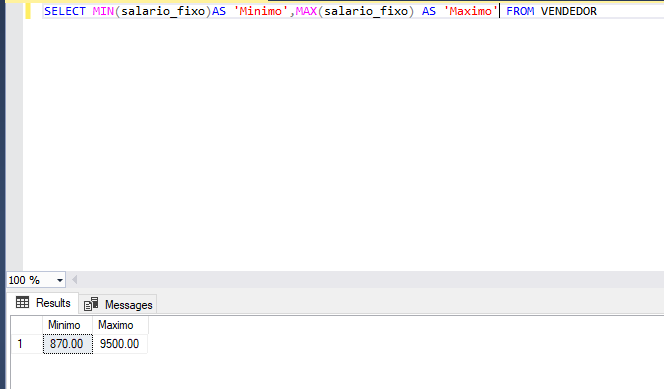 SELECT MIN(salario_fixo)AS 'Minimo',MAX(salario_fixo) AS 'Maximo' FROM VENDEDOR
100 %
Results Messages
Minimo Maximo
1 870.00 9500.00